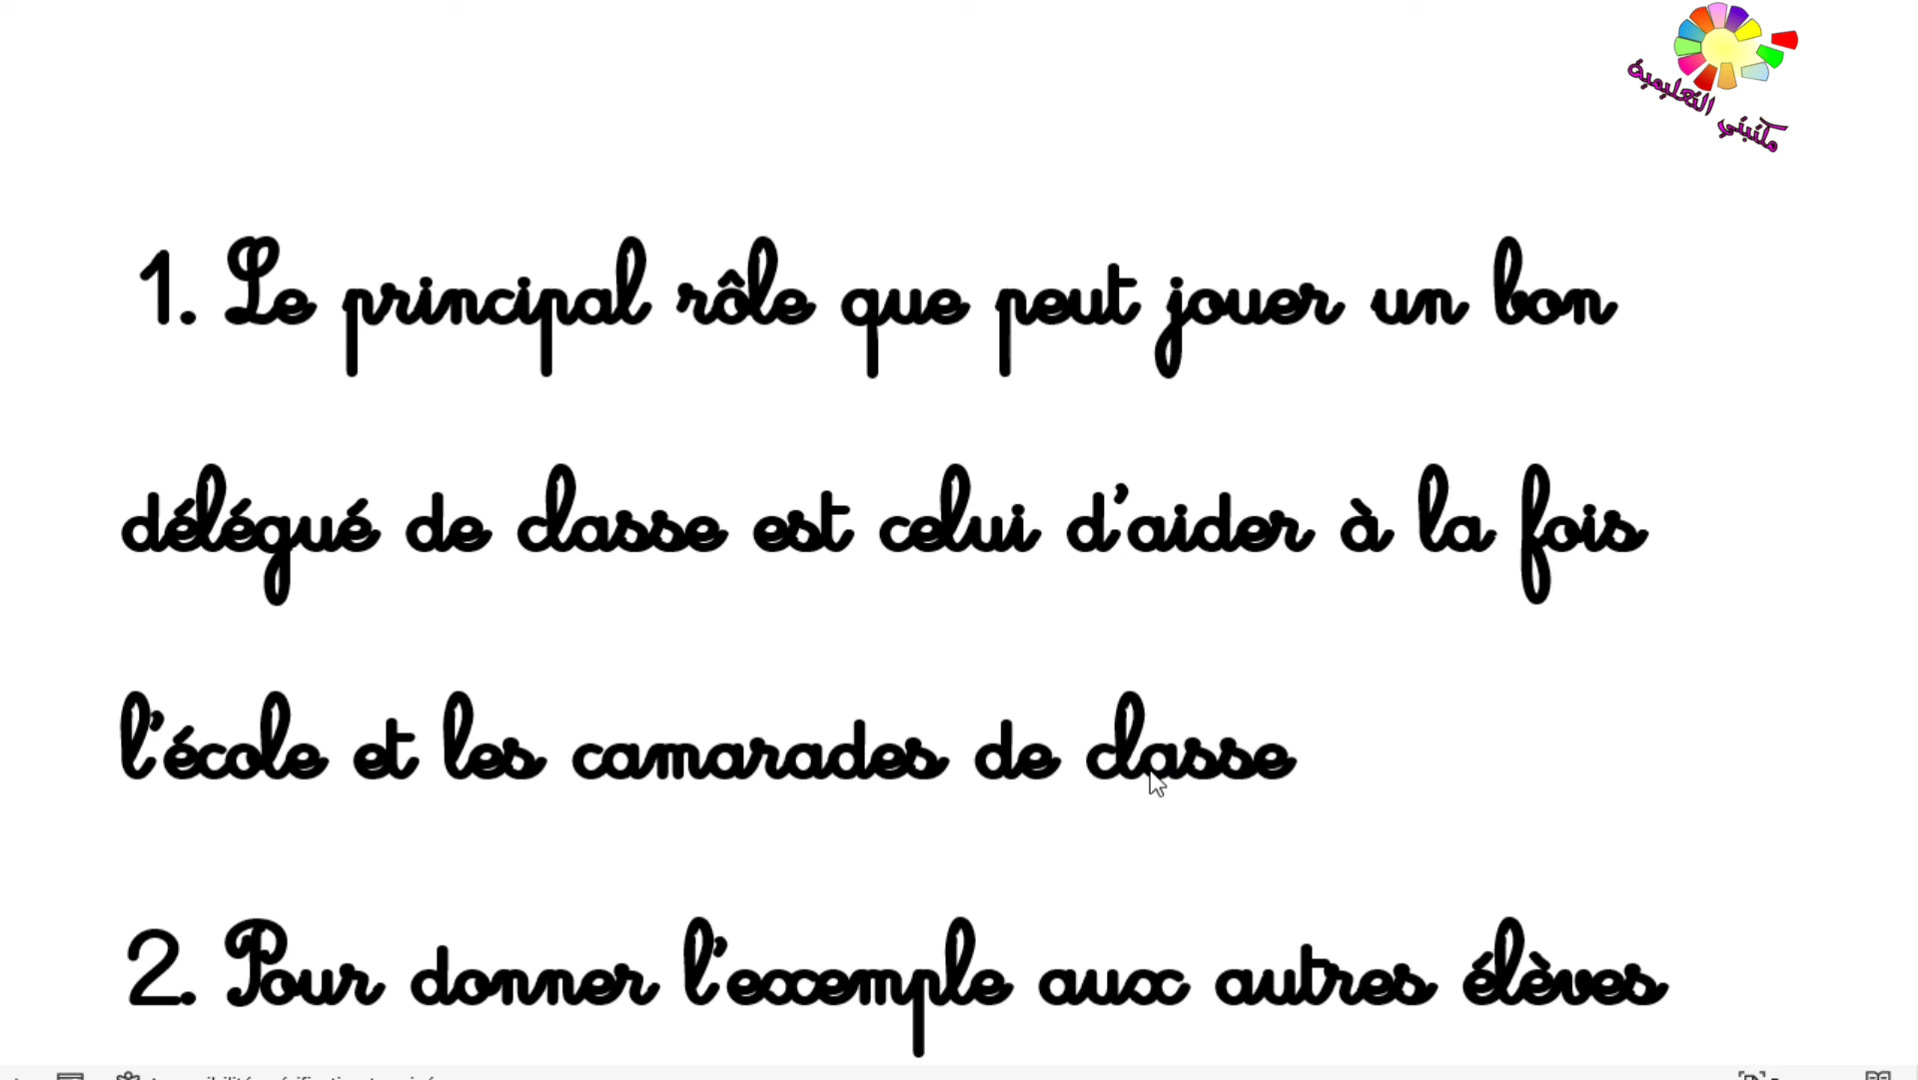 مكتبتي التعليمية
1. Le principal rôle que peut jouer un bon
délégué de classe est celui d'aider à la fois
l'école et les camarades de classe
2. Pour donner l'exemple aux autres élèves